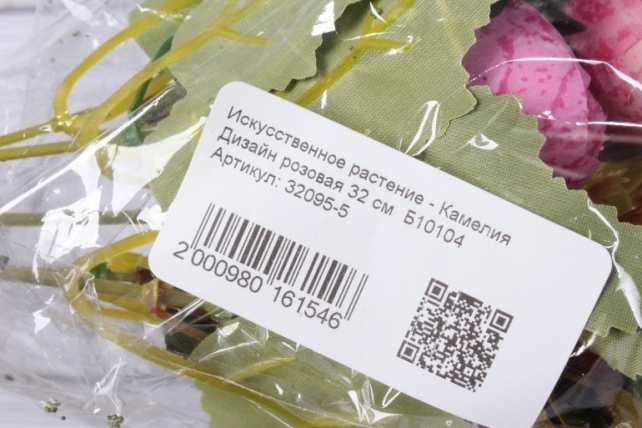 Искусственное растение - Камелия
Дизайн розовая 32 см Б10104
Артикул: 32095-5
2 000980 161546